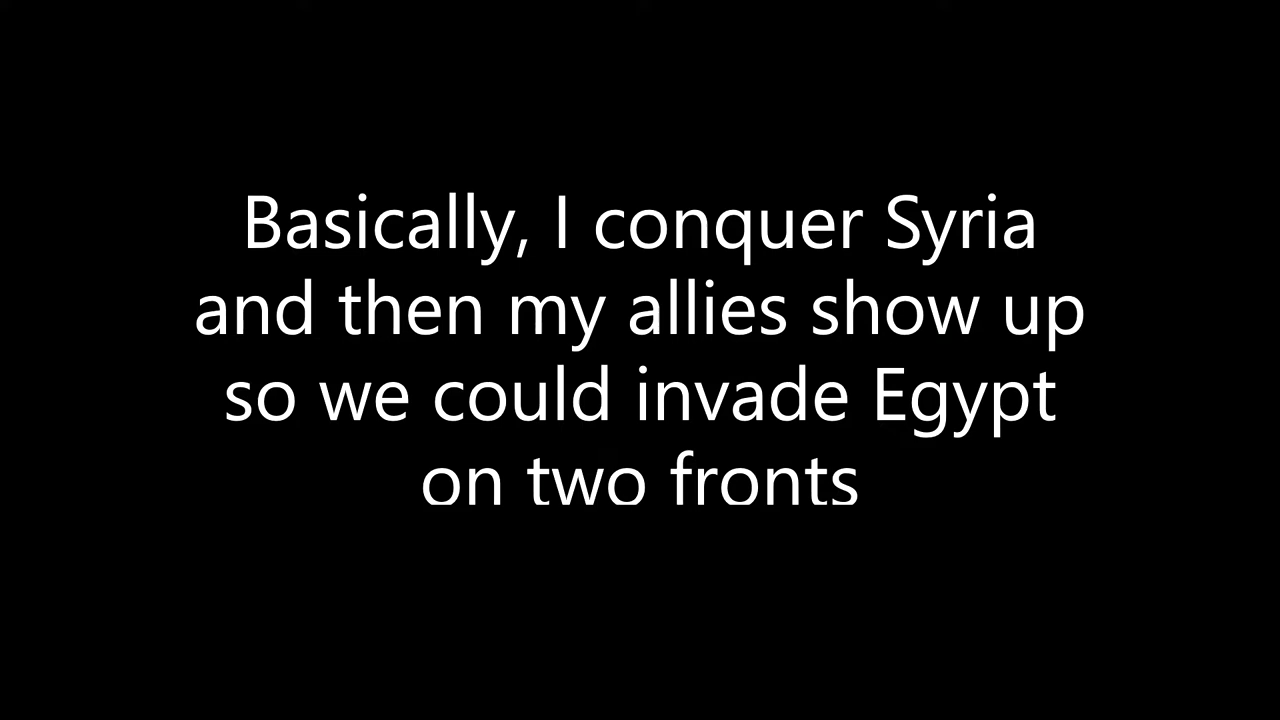 Basically, I conquer Syria
and then my allies show up
so we could invade Egypt
on two fronts